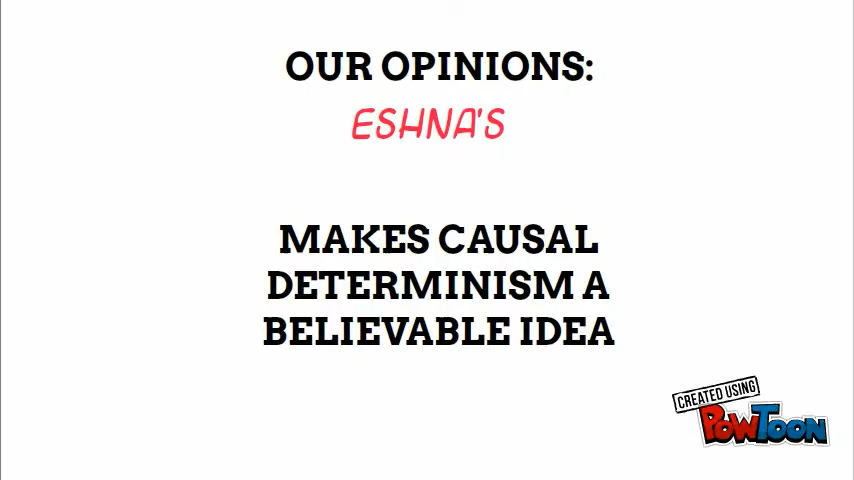 OUR OPINIONS:
ESHNA'S
MAKES CAUSAL
DETERMINISM A
BELIEVABLE IDEA
CREATED USING
POWTOON